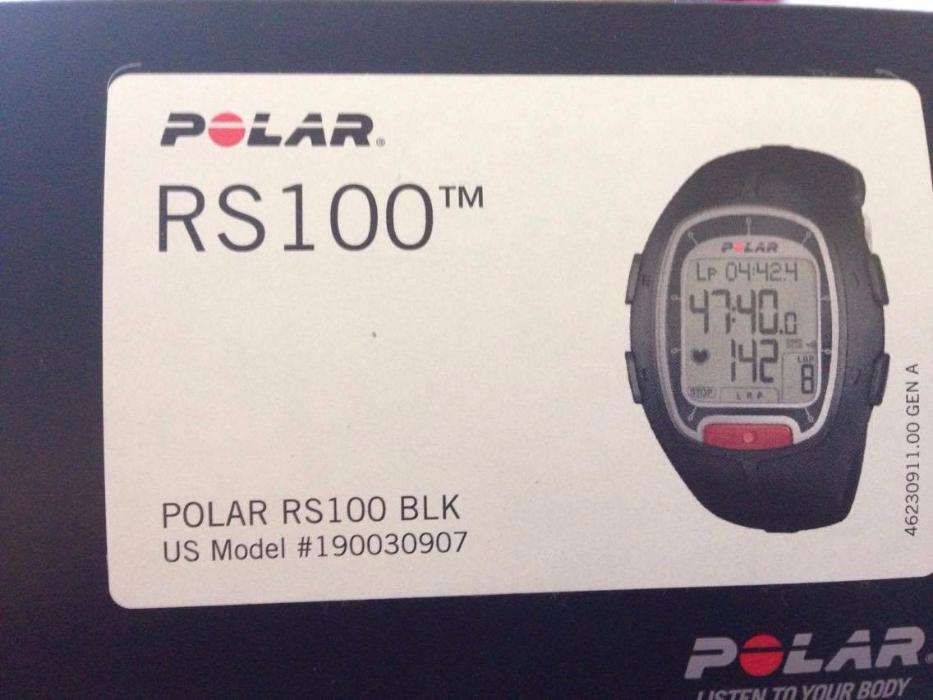 POLAR®
RS100™
POLAR
LP 04:42.4
47:40.0
142
LAP
8
STOP
LAP
POLAR RS100 BLK
US Model #190030907
46230911.00 GEN A
POLAR®
LISTEN TO YOUR BODY